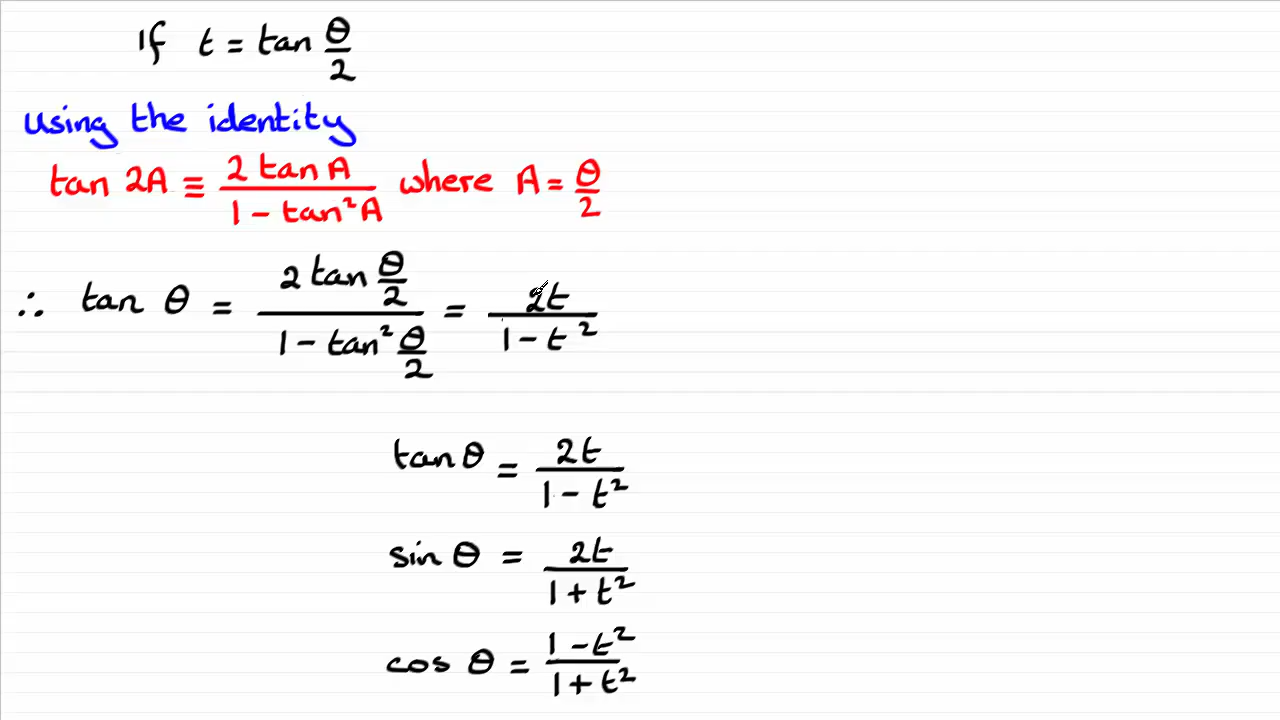 If t = tan θ/2
using the identity
tan 2A ≡ 2 tan A / 1 - tan²A where A = θ/2
∴ tan θ = 2 tan θ/2 / 1 - tan² θ/2 = 2t / 1 - t²
tan θ = 2t / 1 - t²
sin θ = 2t / 1 + t²
cos θ = 1 - t² / 1 + t²